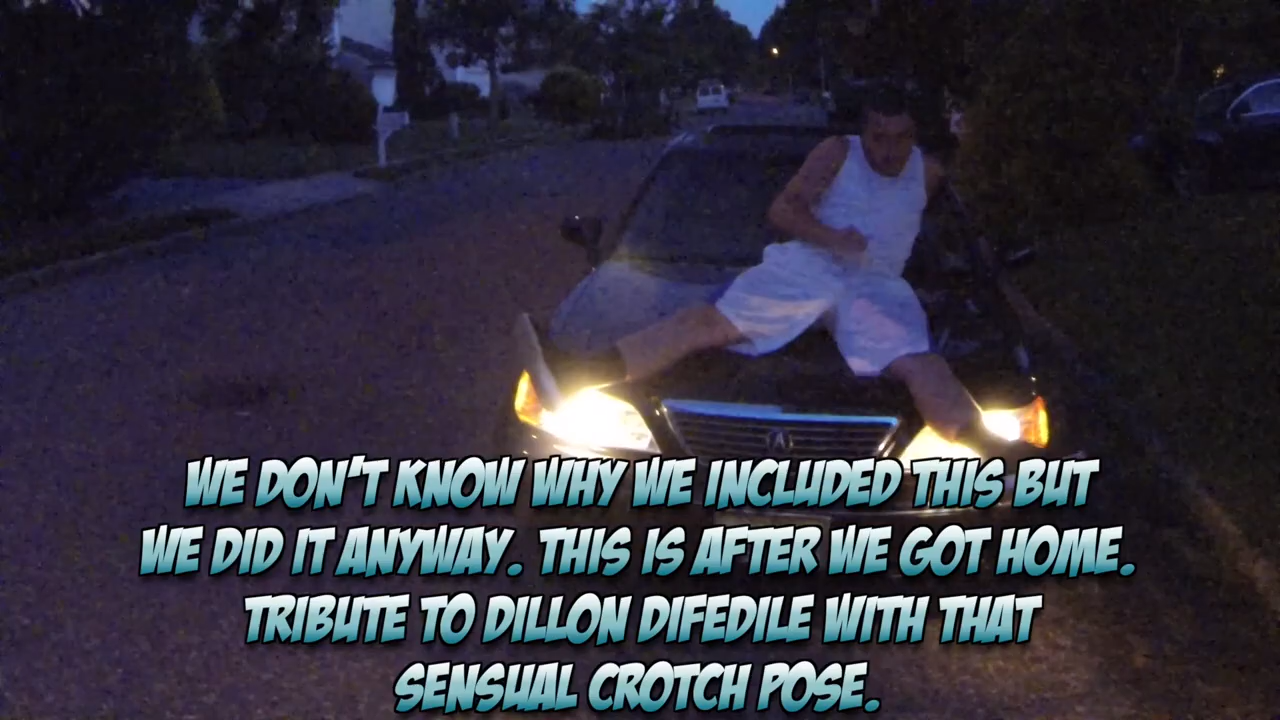 WE DON'T KNOW WHY WE INCLUDED THIS BUT
WE DID IT ANYWAY. THIS IS AFTER WE GOT HOME.
TRIBUTE TO DILLON DIFEDILE WITH THAT
SENSUAL CROTCH POSE.